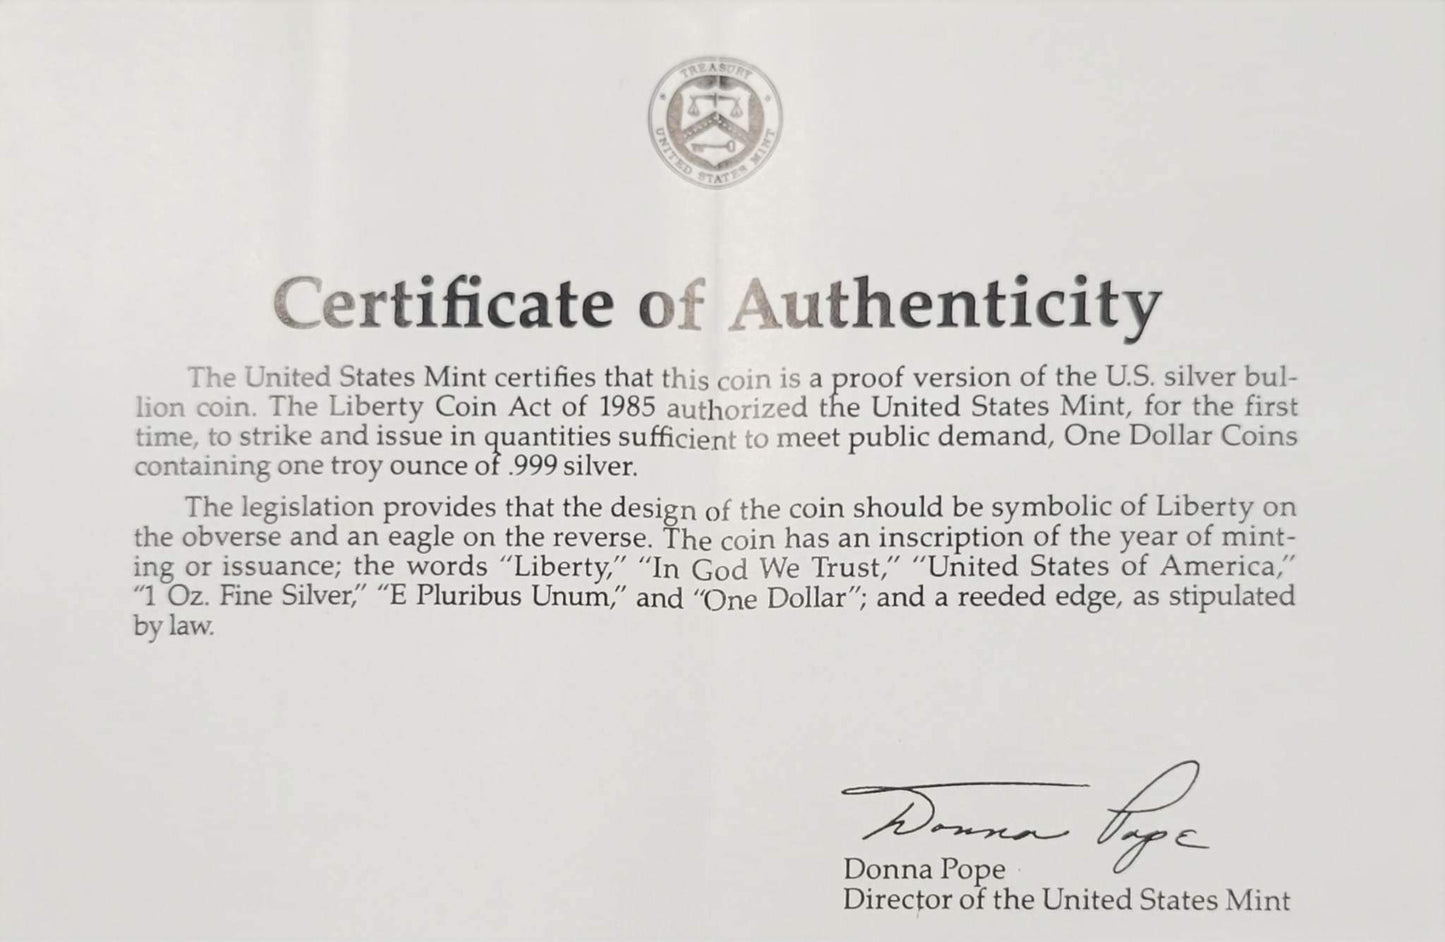 TREASURY
UNITED STATES MINT
Certificate of Authenticity
The United States Mint certifies that this coin is a proof version of the U.S. silver bul-
lion coin. The Liberty Coin Act of 1985 authorized the United States Mint, for the first
time, to strike and issue in quantities sufficient to meet public demand, One Dollar Coins
containing one troy ounce of .999 silver.
The legislation provides that the design of the coin should be symbolic of Liberty on
the obverse and an eagle on the reverse. The coin has an inscription of the year of mint-
ing or issuance; the words “Liberty,” “In God We Trust,” “United States of America,”
“1 Oz. Fine Silver,” “E Pluribus Unum,” and “One Dollar”; and a reeded edge, as stipulated
by law.
Donna Pope
Donna Pope
Director of the United States Mint